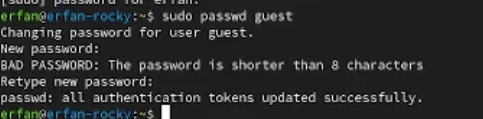 [sudo] password for erfan:
erfan@erfan-rocky:~$ sudo passwd guest
Changing password for user guest.
New password:
BAD PASSWORD: The password is shorter than 8 characters
Retype new password:
passwd: all authentication tokens updated successfully.
erfan@erfan-rocky:~$